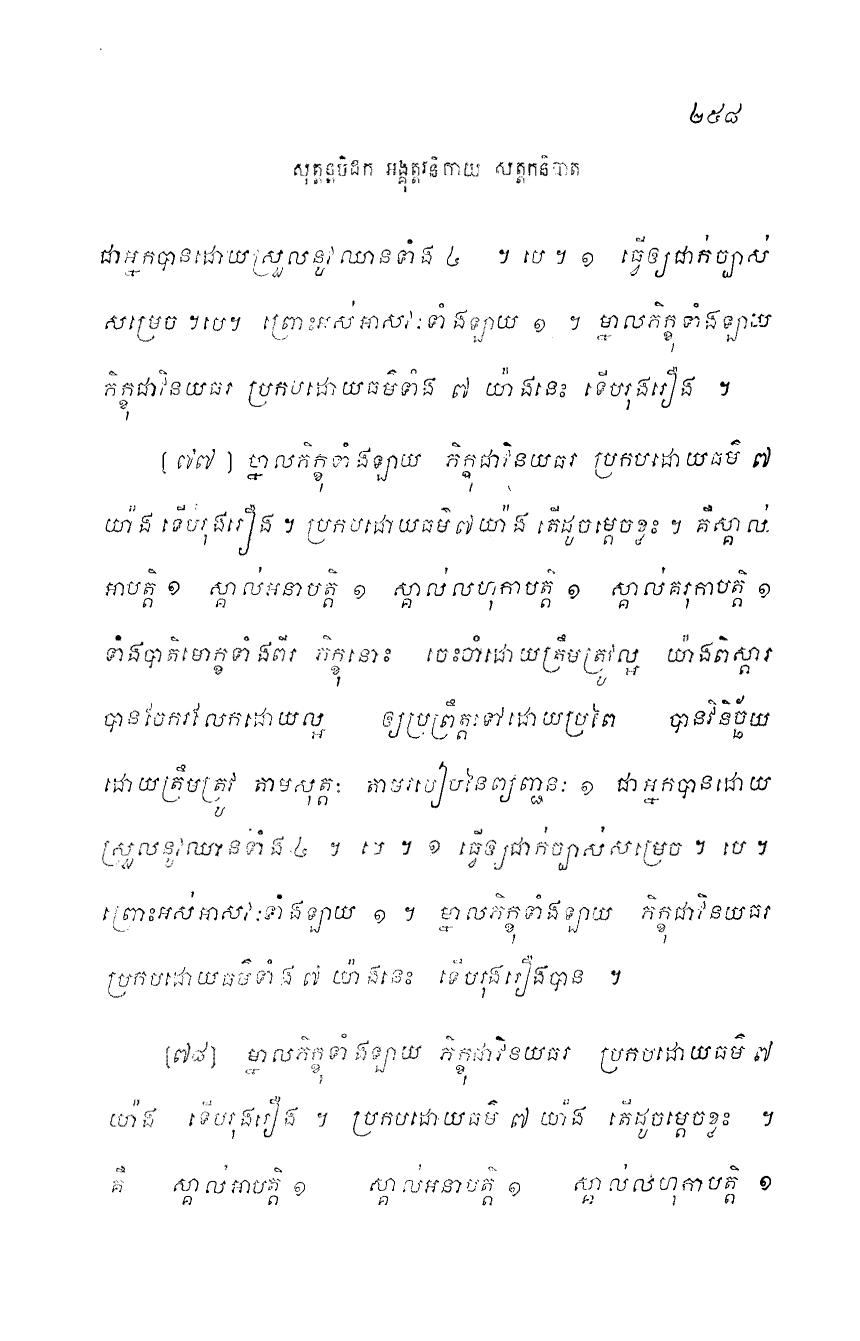 ២៥៨
សុត្តន្តបិដក អង្គុត្តរនិកាយ សត្តកនិបាត
ជាអ្នកបានដោយស្រួលនូវឈានទាំង ៤ ។ បេ ។ ១ ធ្វើឲ្យជាក់ច្បាស់
សម្រេច ។បេ។ ព្រោះអស់អាសវៈទាំងឡាយ ១ ។ ម្នាលភិក្ខុទាំងឡាយ
ភិក្ខុជាវិនយធរ ប្រកបដោយធម៌ទាំង ៧ យ៉ាងនេះ ទើបរុងរឿង ។
[៧៧] ម្នាលភិក្ខុទាំងឡាយ ភិក្ខុជាវិនយធរ ប្រកបដោយធម៌ ៧
យ៉ាង ទើបរុងរឿង ។ ប្រកបដោយធម៌ ៧ យ៉ាង តើដូចម្តេចខ្លះ ។ គឺស្គាល់
អាបត្តិ ១ ស្គាល់អនាបត្តិ ១ ស្គាល់លហុកាបត្តិ ១ ស្គាល់គរុកាបត្តិ ១
ទាំងបាតិមោក្ខទាំងពីរ ភិក្ខុនោះ ចេះចាំដោយត្រឹមត្រូវល្អ យ៉ាងពិស្តារ
បានចែករលែកដោយល្អ ឲ្យប្រព្រឹត្តទៅដោយប្រពៃ បានវិនិច្ឆ័យ
ដោយត្រឹមត្រូវ តាមសុត្តៈ តាមរបៀបនៃព្យញ្ជនៈ ១ ជាអ្នកបានដោយ
ស្រួលនូវឈានទាំង ៤ ។ បេ ។ ១ ធ្វើឲ្យជាក់ច្បាស់សម្រេច ។ បេ ។
ព្រោះអស់អាសវៈទាំងឡាយ ១ ។ ម្នាលភិក្ខុទាំងឡាយ ភិក្ខុជាវិនយធរ
ប្រកបដោយធម៌ទាំង ៧ យ៉ាងនេះ ទើបរុងរឿងបាន ។
[៧៨] ម្នាលភិក្ខុទាំងឡាយ ភិក្ខុជាវិនយធរ ប្រកបដោយធម៌ ៧
យ៉ាង ទើបរុងរឿង ។ ប្រកបដោយធម៌ ៧ យ៉ាង តើដូចម្តេចខ្លះ ។
គឺ ស្គាល់អាបត្តិ ១ ស្គាល់អនាបត្តិ ១ ស្គាល់លហុកាបត្តិ ១